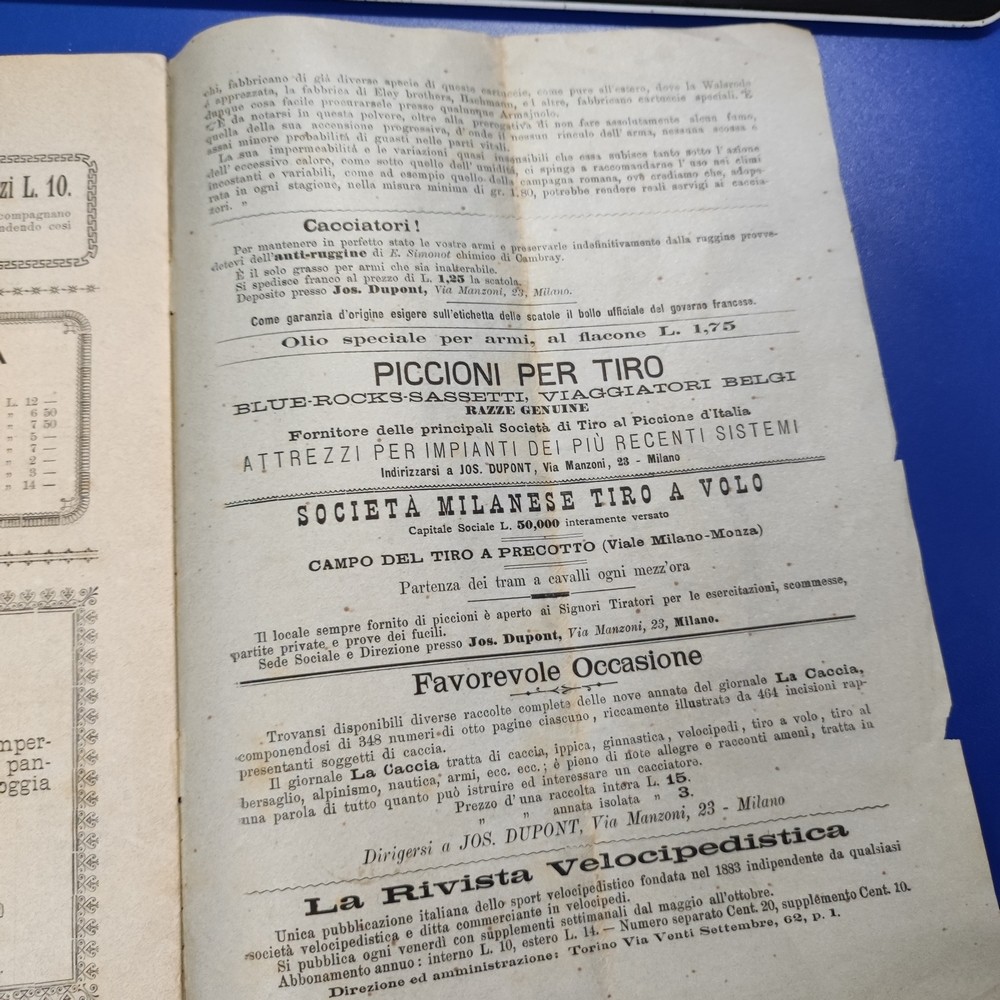 zi L. 10.
compagnano
ndendo così
A
L. 12 —
" 6 50
" 7 50
" 5 —
" 7 —
" 2 —
" 3 —
" 14 —
mper-
pan-
oggia
chi, fabbricano di già diverse specie di queste cartuccie, come pure all'estero, dove la Walsrode
è apprezzata, la fabbrica di Eley brothers, Bachmann, ed altre, fabbricano cartuccie speciali. È
dunque cosa facile procurarsele presso qualunque Armajuolo.
È da notarsi in questa polvere, oltre alla prerogativa di non fare assolutamente alcun fumo,
quella della sua accensione progressiva, d'onde il nessun rinculo dell'arma, nessuna scossa e
assai minore probabilità di guasti nelle parti vitali.
La sua impermeabilità e le variazioni quasi insensibili che essa subisce tanto sotto l'azione
dell'eccessivo calore, come sotto quello dell'umidità, ci spinge a raccomandarne l'uso nei climi
incostanti e variabili, come ad esempio quello della campagna romana, ove crediamo che, adope-
rata in ogni stagione, nella misura minima di gr. 1.80, potrebbe rendere reali servigi ai caccia-
tori. "
Cacciatori!
Per mantenere in perfetto stato le vostre armi e preservarle indefinitivamente dalla ruggine provve-
detevi dell'anti-ruggine di E. Simonot chimico di Cambray.
È il solo grasso per armi che sia inalterabile.
Si spedisce franco al prezzo di L. 1,25 la scatola.
Deposito presso Jos. Dupont, Via Manzoni, 23, Milano.
Come garanzia d'origine esigere sull'etichetta delle scatole il bollo ufficiale del governo francese.
Olio speciale per armi, al flacone L. 1,75
PICCIONI PER TIRO
BLUE-ROCKS-SASSETTI, VIAGGIATORI BELGI
RAZZE GENUINE
Fornitore delle principali Società di Tiro al Piccione d'Italia
ATTREZZI PER IMPIANTI DEI PIÙ RECENTI SISTEMI
Indirizzarsi a JOS. DUPONT, Via Manzoni, 23 - Milano
SOCIETÀ MILANESE TIRO A VOLO
Capitale Sociale L. 50,000 interamente versato
CAMPO DEL TIRO A PRECOTTO (Viale Milano-Monza)
Partenza dei tram a cavalli ogni mezz'ora
Il locale sempre fornito di piccioni è aperto ai Signori Tiratori per le esercitazioni, scommesse,
partite private e prove dei fucili.
Sede Sociale e Direzione presso Jos. Dupont, Via Manzoni, 23, Milano.
Favorevole Occasione
Trovansi disponibili diverse raccolte complete delle nove annate del giornale La Caccia,
componendosi di 348 numeri di otto pagine ciascuno, riccamente illustrate da 464 incisioni rap-
presentanti soggetti di caccia.
Il giornale La Caccia tratta di caccia, ippica, ginnastica, velocipedi, tiro a volo, tiro al
bersaglio, alpinismo, nautica, armi, ecc. ecc.; è pieno di note allegre e racconti ameni, tratta in
una parola di tutto quanto può istruire ed interessare un cacciatore.
Prezzo d'una raccolta intera L. 15.
" " annata isolata " 3.
Dirigersi a JOS. DUPONT, Via Manzoni, 23 - Milano
La Rivista Velocipedistica
Unica pubblicazione italiana dello sport velocipedistico fondata nel 1883 indipendente da qualsiasi
società velocipedistica e ditta commerciante in velocipedi.
Si pubblica ogni venerdì con supplementi settimanali dal maggio all'ottobre.
Abbonamento annuo: interno L. 10, estero L. 14. — Numero separato Cent. 20, supplemento Cent. 10.
Direzione ed amministrazione: Torino Via Venti Settembre, 62, p. 1.